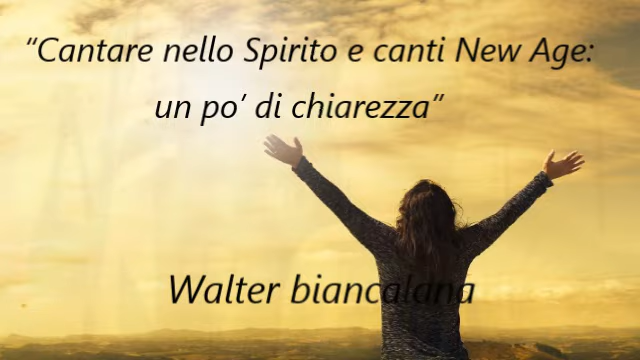 “Cantare nello Spirito e canti New Age:
un po’ di chiarezza”
Walter biancalana